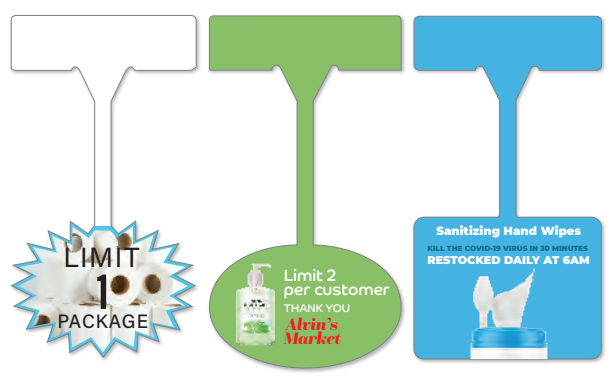 LIMIT
1
PACKAGE
Limit 2
per customer
THANK YOU
Alvin's
Market
Sanitizing Hand Wipes
KILL THE COVID-19 VIRUS IN 30 MINUTES
RESTOCKED DAILY AT 6AM